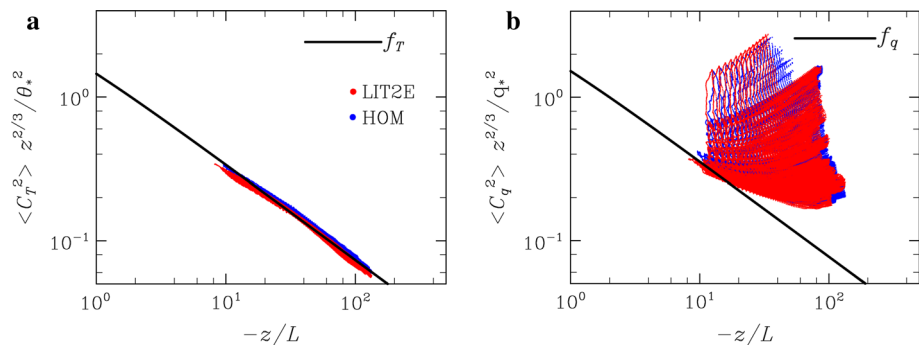 a
f_T
LIT2E
HOM
<C_T^2> z^{2/3}/θ_*^2
10^0
10^{-1}
10^0
10^1
10^2
−z/L
b
f_q
<C_q^2> z^{2/3}/q_*^2
10^0
10^{-1}
10^0
10^1
10^2
−z/L